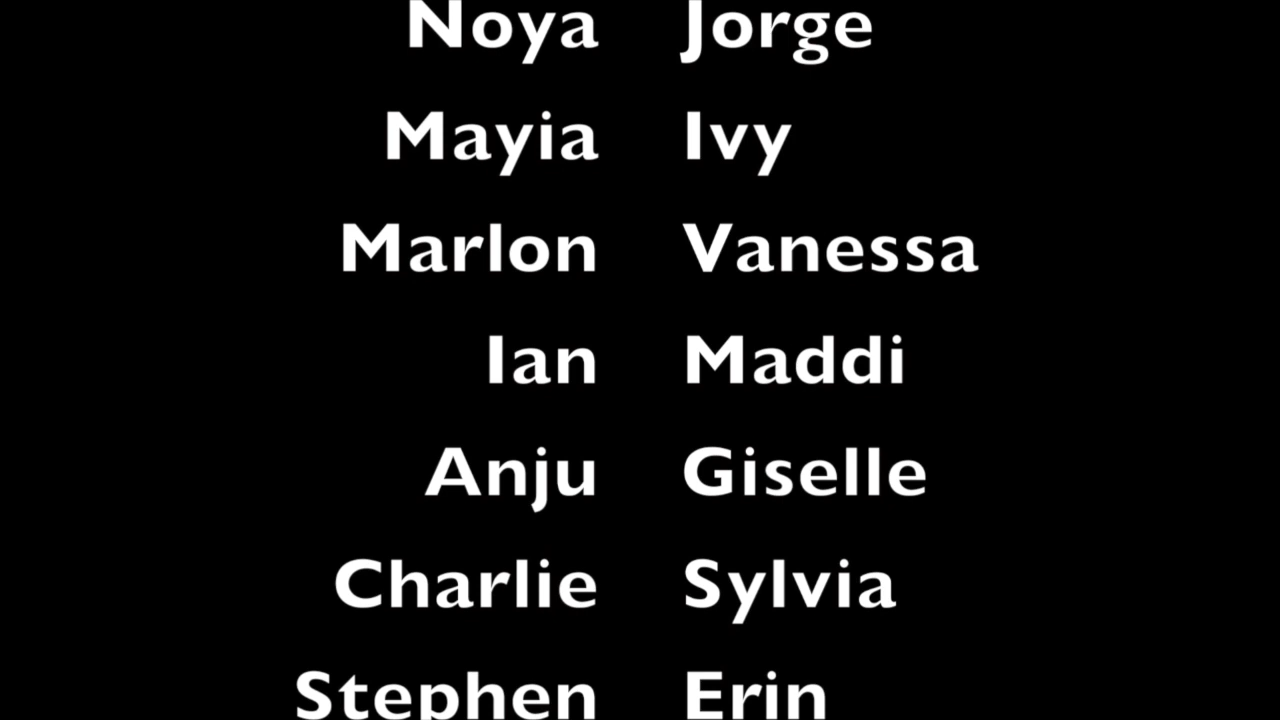 Noya Jorge
Mayia Ivy
Marlon Vanessa
Ian Maddi
Anju Giselle
Charlie Sylvia
Stephen Erin